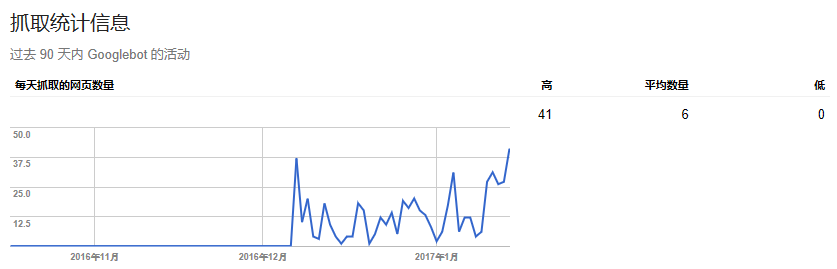 抓取统计信息
过去 90 天内 Googlebot 的活动
每天抓取的网页数量 高 平均数量 低
41 6 0
50.0
37.5
25.0
12.5
2016年11月 2016年12月 2017年1月